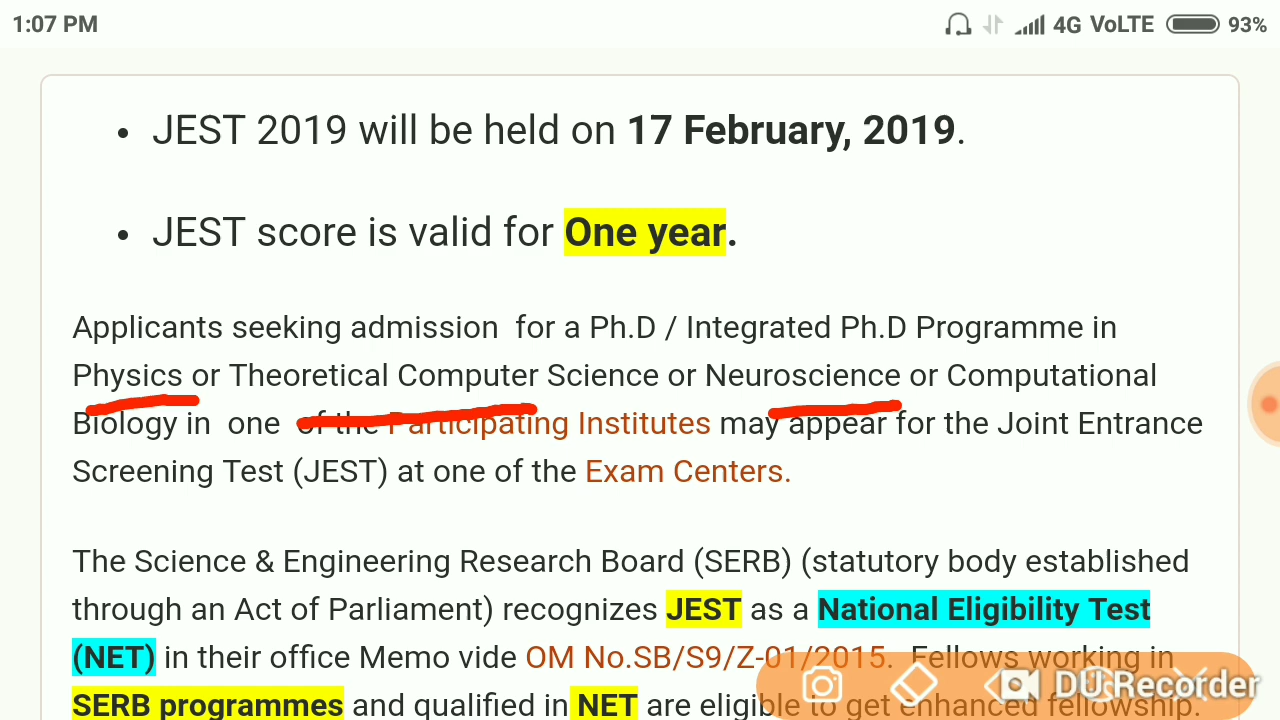 1:07 PM 4G VoLTE 93%
• JEST 2019 will be held on 17 February, 2019.
• JEST score is valid for One year.
Applicants seeking admission for a Ph.D / Integrated Ph.D Programme in
Physics or Theoretical Computer Science or Neuroscience or Computational
Biology in one of the Participating Institutes may appear for the Joint Entrance
Screening Test (JEST) at one of the Exam Centers.
The Science & Engineering Research Board (SERB) (statutory body established
through an Act of Parliament) recognizes JEST as a National Eligibility Test
(NET) in their office Memo vide OM No.SB/S9/Z-01/2015. Fellows working in
SERB programmes and qualified in NET are eligible to get enhanced fellowship.
DU Recorder